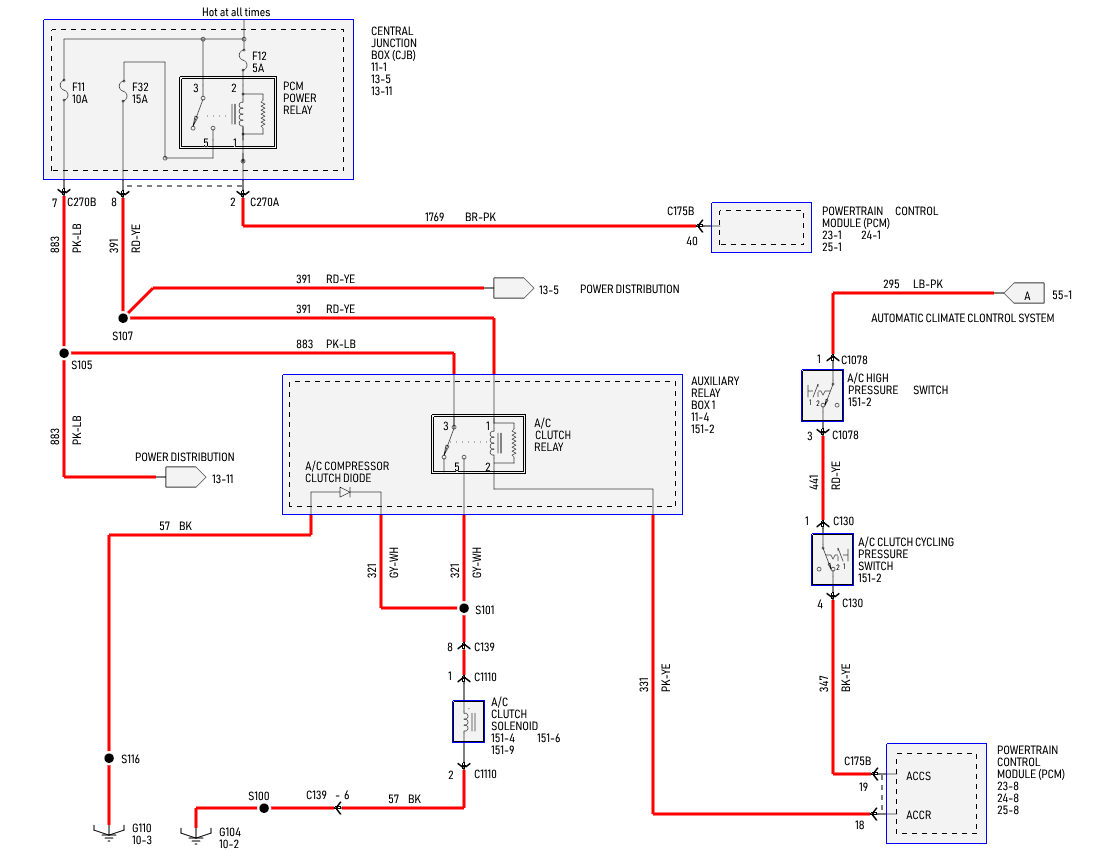 Hot at all times
CENTRAL
JUNCTION
BOX (CJB)
11-1
13-5
13-11
F12
5A
F11
10A
F32
15A
3
2
5
1
PCM
POWER
RELAY
7
C270B
8
2
C270A
1769 BR-PK
C175B
40
POWERTRAIN CONTROL
MODULE (PCM)
23-1 24-1
25-1
883
PK-LB
391
RD-YE
391 RD-YE
13-5
POWER DISTRIBUTION
391 RD-YE
S107
883 PK-LB
S105
295 LB-PK
A
55-1
AUTOMATIC CLIMATE CLONTROL SYSTEM
1
C1078
A/C HIGH
PRESSURE SWITCH
151-2
1 2
3
C1078
AUXILIARY
RELAY
BOX 1
11-4
151-2
3
1
5
2
A/C
CLUTCH
RELAY
A/C COMPRESSOR
CLUTCH DIODE
883
PK-LB
POWER DISTRIBUTION
13-11
441
RD-YE
1
C130
A/C CLUTCH CYCLING
PRESSURE
SWITCH
151-2
2 1
4
C130
57 BK
321
GY-WH
321
GY-WH
S101
8
C139
1
C1110
A/C
CLUTCH
SOLENOID
151-4 151-6
151-9
2
C1110
331
PK-YE
347
BK-YE
C175B
19
18
ACCS
ACCR
POWERTRAIN
CONTROL
MODULE (PCM)
23-8
24-8
25-8
S116
S100
C139 - 6
57 BK
G110
10-3
G104
10-2